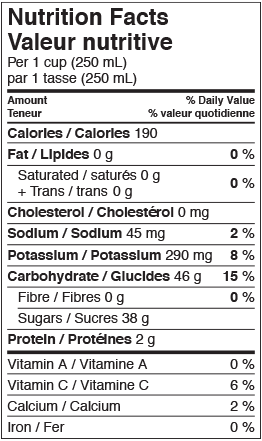 Nutrition Facts
Valeur nutritive
Per 1 cup (250 mL)
par 1 tasse (250 mL)
Amount % Daily Value
Teneur % valeur quotidienne
Calories / Calories 190
Fat / Lipides 0 g 0 %
Saturated / saturés 0 g
+ Trans / trans 0 g 0 %
Cholesterol / Cholestérol 0 mg
Sodium / Sodium 45 mg 2 %
Potassium / Potassium 290 mg 8 %
Carbohydrate / Glucides 46 g 15 %
Fibre / Fibres 0 g 0 %
Sugars / Sucres 38 g
Protein / Protéines 2 g
Vitamin A / Vitamine A 0 %
Vitamin C / Vitamine C 6 %
Calcium / Calcium 2 %
Iron / Fer 0 %